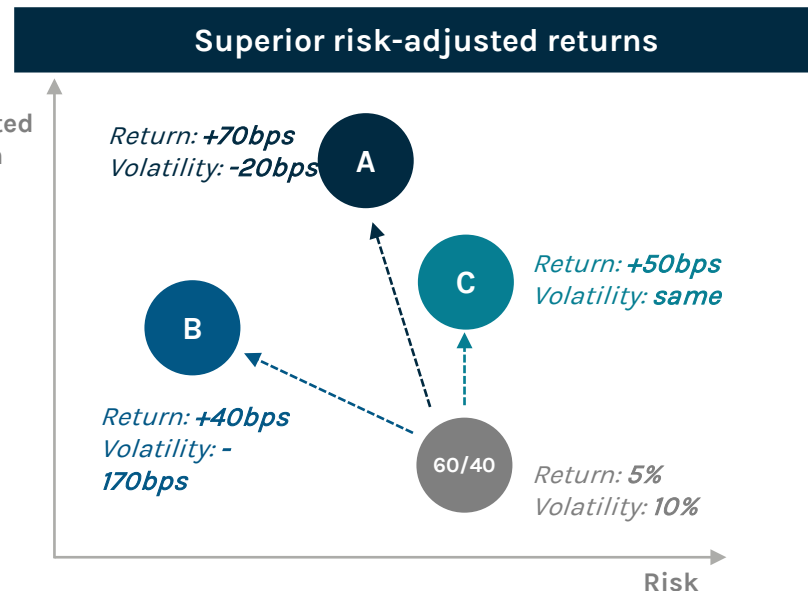 Superior risk-adjusted returns
Return: +70bps
Volatility: -20bps
A
C
Return: +50bps
Volatility: same
B
Return: +40bps
Volatility: -
170bps
60/40
Return: 5%
Volatility: 10%
Risk